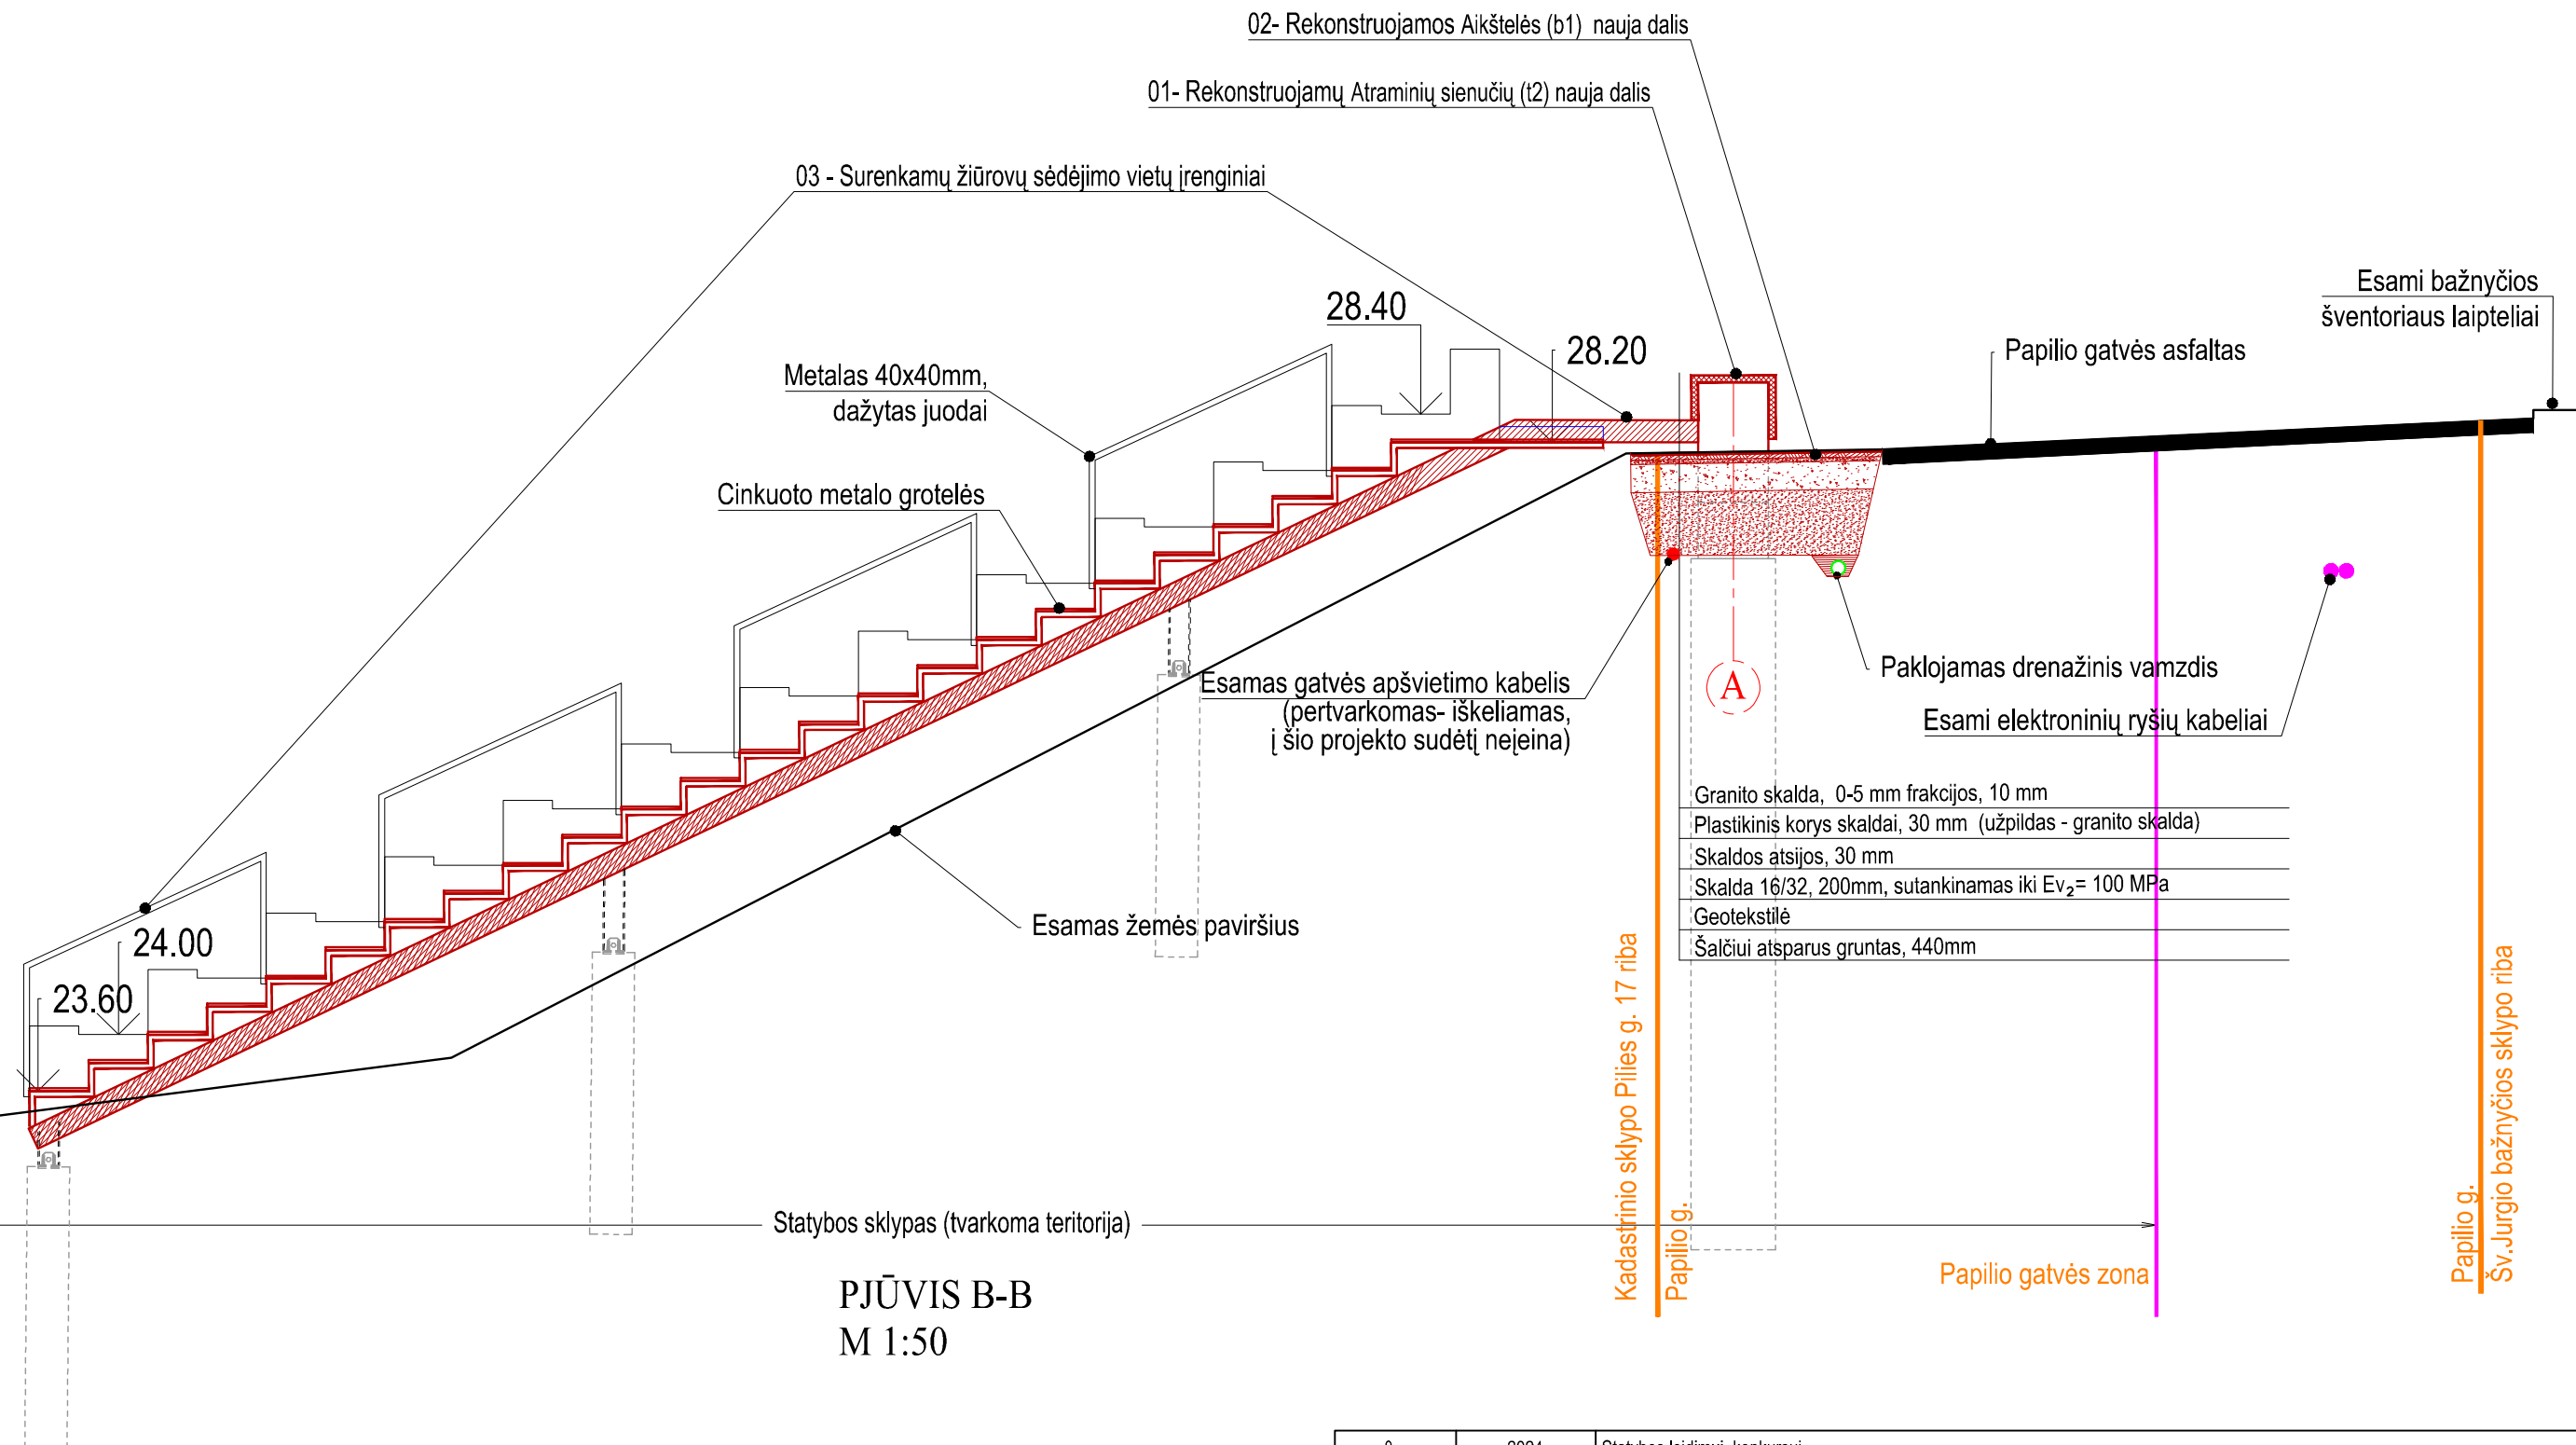 02- Rekonstruojamos Aikštelės (b1) nauja dalis
01- Rekonstruojamų Atraminių sienučių (t2) nauja dalis
03 - Surenkamų žiūrovų sėdėjimo vietų įrenginiai
Esami bažnyčios
šventoriaus laipteliai
28.40
28.20
Papilio gatvės asfaltas
Metalas 40x40mm,
dažytas juodai
Cinkuoto metalo grotelės
Esamas gatvės apšvietimo kabelis
(pertvarkomas- iškeliamas,
į šio projekto sudėtį neįeina)
A
Paklojamas drenažinis vamzdis
Esami elektroninių ryšių kabeliai
Granito skalda, 0-5 mm frakcijos, 10 mm
Plastikinis korys skaldai, 30 mm (užpildas - granito skalda)
Skaldos atsijos, 30 mm
Skalda 16/32, 200mm, sutankinamas iki Ev₂= 100 MPa
Geotekstilė
Šalčiui atsparus gruntas, 440mm
Esamas žemės paviršius
24.00
23.60
Kadastrinio sklypo Pilies g. 17 riba
Papilio g.
Papilio g.
Šv.Jurgio bažnyčios sklypo riba
Statybos sklypas (tvarkoma teritorija)
Papilio gatvės zona
PJŪVIS B-B
M 1:50